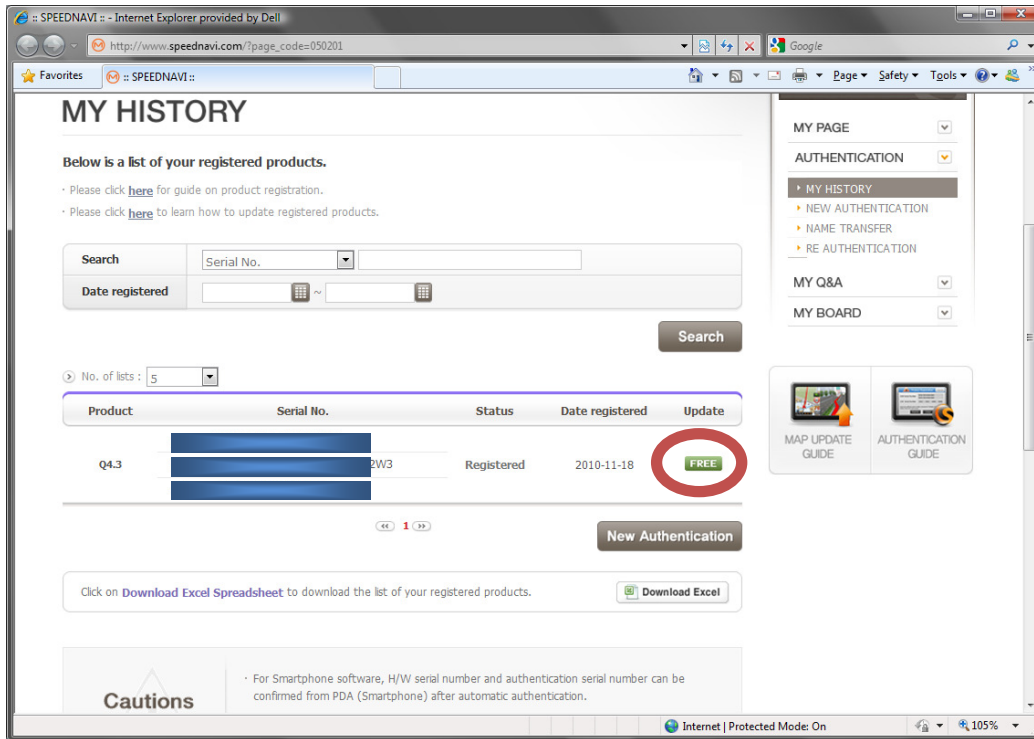 :: SPEEDNAVI :: - Internet Explorer provided by Dell
http://www.speednavi.com/?page_code=050201
Google
Favorites
:: SPEEDNAVI ::
Page
Safety
Tools
MY HISTORY
Below is a list of your registered products.
· Please click here for guide on product registration.
· Please click here to learn how to update registered products.
Search
Serial No.
Date registered
~
Search
No. of lists :
5
Product
Serial No.
Status
Date registered
Update
Q4.3
2W3
Registered
2010-11-18
FREE
1
New Authentication
Click on Download Excel Spreadsheet to download the list of your registered products.
Download Excel
Cautions
· For Smartphone software, H/W serial number and authentication serial number can be
confirmed from PDA (Smartphone) after automatic authentication.
MY PAGE
AUTHENTICATION
MY HISTORY
NEW AUTHENTICATION
NAME TRANSFER
RE AUTHENTICATION
MY Q&A
MY BOARD
MAP UPDATE
GUIDE
AUTHENTICATION
GUIDE
Internet | Protected Mode: On
105%